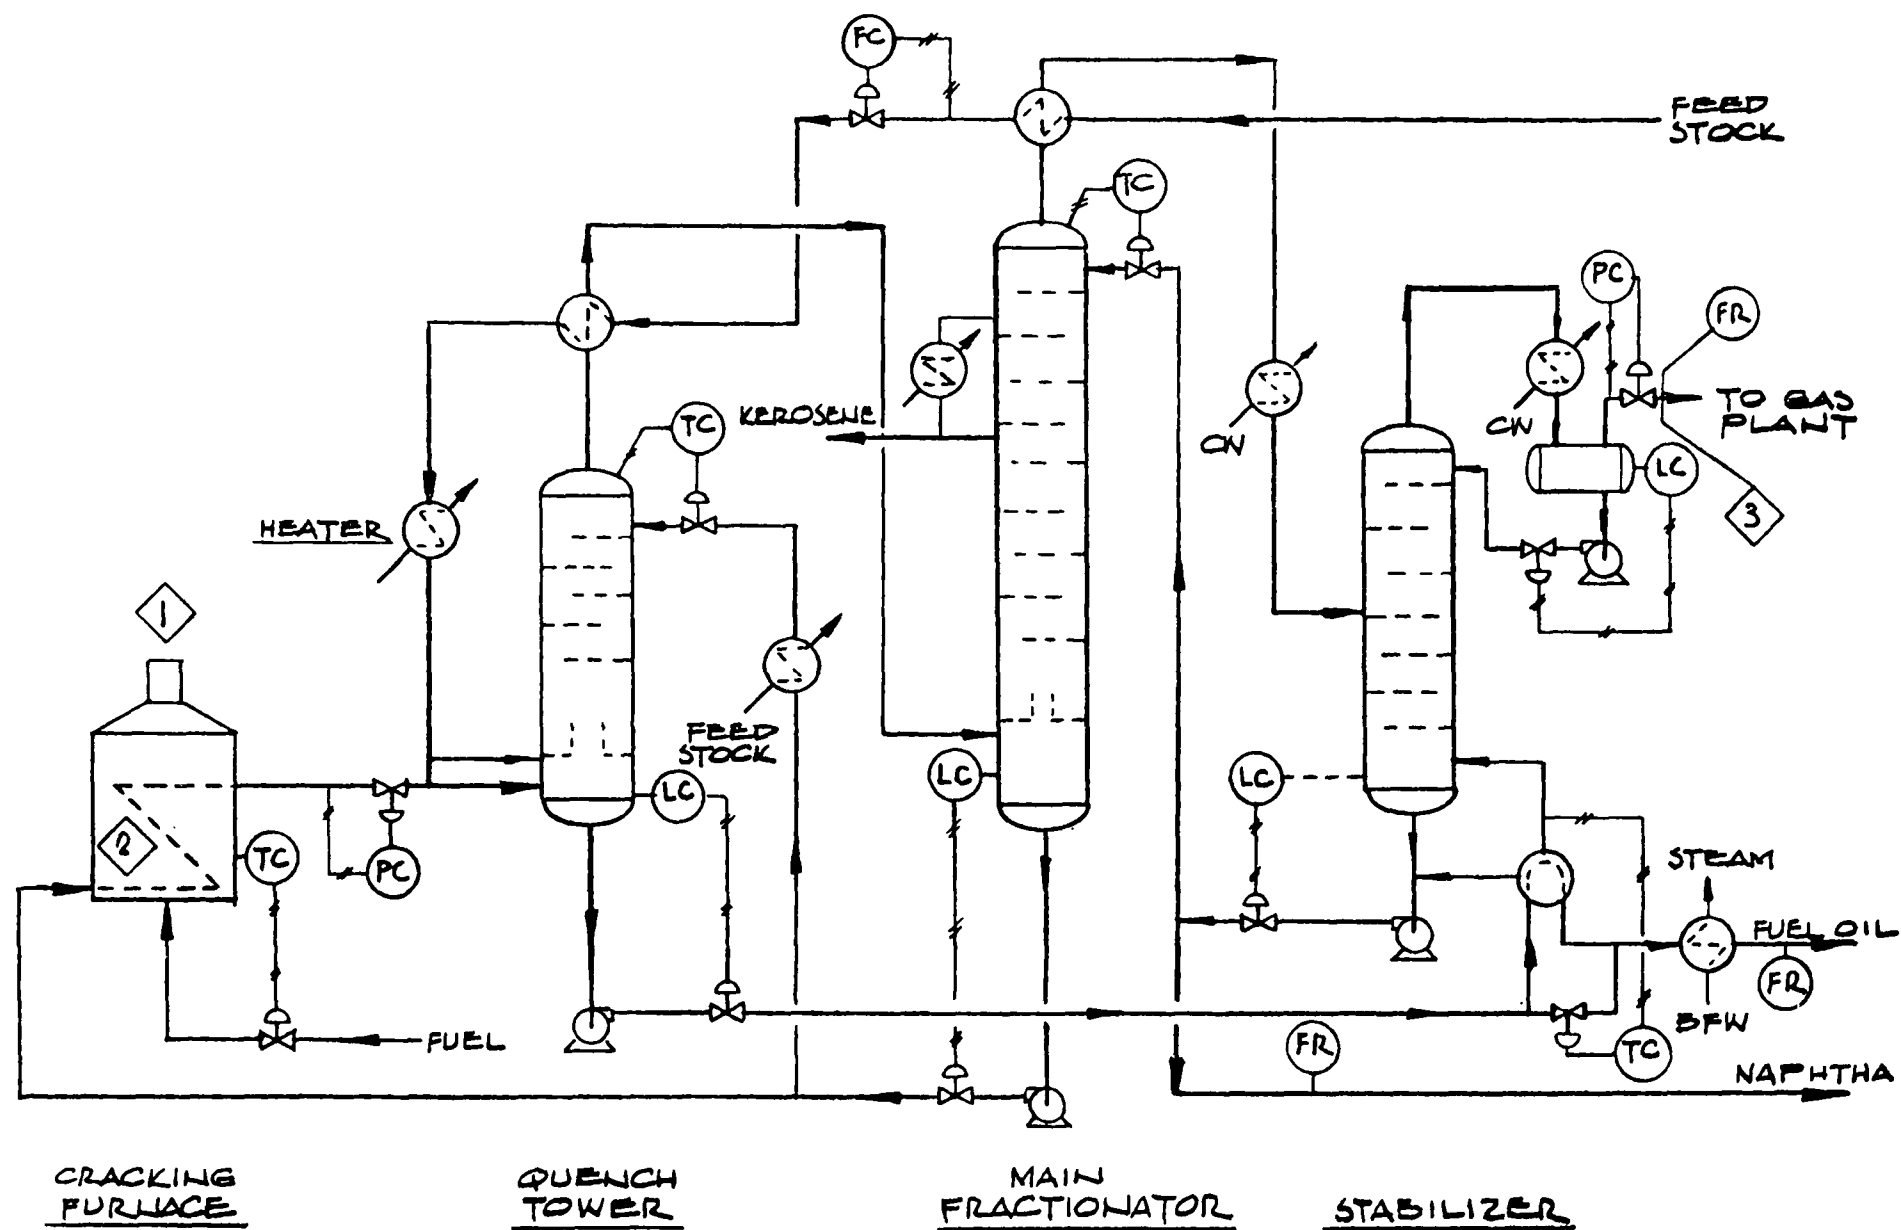 FC
FEED
STOCK
TC
PC
FR
TO GAS
PLANT
KEROSENE
TC
CW
CW
LC
3
HEATER
1
FEED
STOCK
LC
LC
LC
2
TC
PC
STEAM
FUEL OIL
FR
BFW
FUEL
FR
TC
NAPHTHA
CRACKING
FURNACE
QUENCH
TOWER
MAIN
FRACTIONATOR
STABILIZER